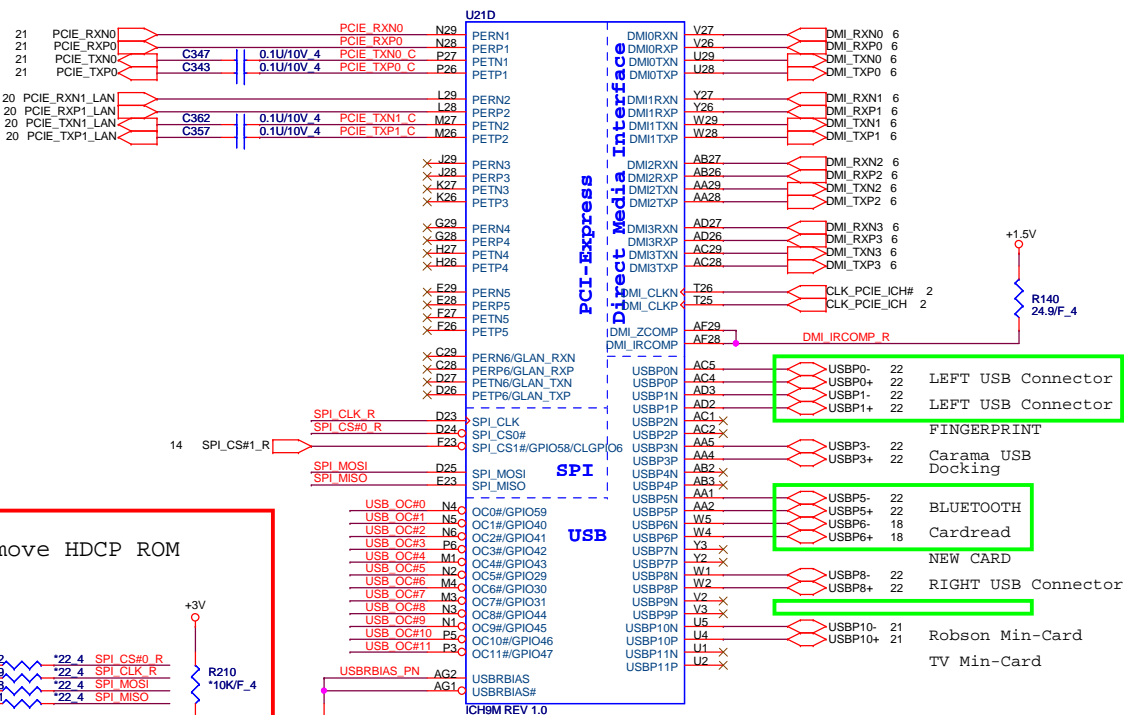 U21D
21 PCIE_RXN0 PCIE_RXN0 N29 PERN1 DMI0RXN V27 DMI_RXN0 6
21 PCIE_RXP0 PCIE_RXP0 N28 PERP1 DMI0RXP V26 DMI_RXP0 6
21 PCIE_TXN0 C347 0.1U/10V_4 PCIE_TXN0_C P27 PETN1 DMI0TXN U29 DMI_TXN0 6
21 PCIE_TXP0 C343 0.1U/10V_4 PCIE_TXP0_C P26 PETP1 DMI0TXP U28 DMI_TXP0 6
20 PCIE_RXN1_LAN L29 PERN2 DMI1RXN Y27 DMI_RXN1 6
20 PCIE_RXP1_LAN L28 PERP2 DMI1RXP Y26 DMI_RXP1 6
20 PCIE_TXN1_LAN C362 0.1U/10V_4 PCIE_TXN1_C M27 PETN2 DMI1TXN W29 DMI_TXN1 6
20 PCIE_TXP1_LAN C357 0.1U/10V_4 PCIE_TXP1_C M26 PETP2 DMI1TXP W28 DMI_TXP1 6
J29 PERN3 DMI2RXN AB27 DMI_RXN2 6
J28 PERP3 DMI2RXP AB26 DMI_RXP2 6
K27 PETN3 DMI2TXN AA29 DMI_TXN2 6
K26 PETP3 DMI2TXP AA28 DMI_TXP2 6
PCI-Express
Direct Media Interface
G29 PERN4 DMI3RXN AD27 DMI_RXN3 6
G28 PERP4 DMI3RXP AD26 DMI_RXP3 6
H27 PETN4 DMI3TXN AC29 DMI_TXN3 6
H26 PETP4 DMI3TXP AC28 DMI_TXP3 6
+1.5V
E29 PERN5 DMI_CLKN T26 CLK_PCIE_ICH# 2
E28 PERP5 DMI_CLKP T25 CLK_PCIE_ICH 2
R140
24.9/F_4
F27 PETN5
F26 PETP5 DMI_ZCOMP AF29
DMI_IRCOMP AF28 DMI_IRCOMP_R
C29 PERN6/GLAN_RXN
C28 PERP6/GLAN_RXP USBP0N AC5 USBP0- 22
D27 PETN6/GLAN_TXN USBP0P AC4 USBP0+ 22 LEFT USB Connector
D26 PETP6/GLAN_TXP USBP1N AD3 USBP1- 22
USBP1P AD2 USBP1+ 22 LEFT USB Connector
SPI_CLK_R D23 SPI_CLK USBP2N AC1
SPI_CS#0_R D24 SPI_CS0# USBP2P AC2 FINGERPRINT
14 SPI_CS#1_R F23 SPI_CS1#/GPIO58/CLGPIO6 USBP3N AA5 USBP3- 22
USBP3P AA4 USBP3+ 22 Carama USB
SPI_MOSI D25 SPI_MOSI SPI USBP4N AB2 Docking
SPI_MISO E23 SPI_MISO USBP4P AB3
USBP5N AA1 USBP5- 22
USB_OC#0 N4 OC0#/GPIO59 USBP5P AA2 USBP5+ 22 BLUETOOTH
USB_OC#1 N5 OC1#/GPIO40 USBP6N W5 USBP6- 18
USB_OC#2 N6 OC2#/GPIO41 USB USBP6P W4 USBP6+ 18 Cardread
USB_OC#3 P6 OC3#/GPIO42 USBP7N Y3
USB_OC#4 M1 OC4#/GPIO43 USBP7P Y2 NEW CARD
USB_OC#5 N2 OC5#/GPIO29 USBP8N W1 USBP8- 22
USB_OC#6 M4 OC6#/GPIO30 USBP8P W2 USBP8+ 22 RIGHT USB Connector
USB_OC#7 M3 OC7#/GPIO31 USBP9N V2
USB_OC#8 N3 OC8#/GPIO44 USBP9P V3
USB_OC#9 N1 OC9#/GPIO45 USBP10N U5 USBP10- 21
USB_OC#10 P5 OC10#/GPIO46 USBP10P U4 USBP10+ 21 Robson Min-Card
USB_OC#11 P3 OC11#/GPIO47 USBP11N U1
USBP11P U2 TV Min-Card
USBRBIAS_PN AG2 USBRBIAS
AG1 USBRBIAS#
ICH9M REV 1.0
move HDCP ROM
+3V
*22_4 SPI_CS#0_R
*22_4 SPI_CLK_R
*22_4 SPI_MOSI
*22_4 SPI_MISO
R210
*10K/F_4